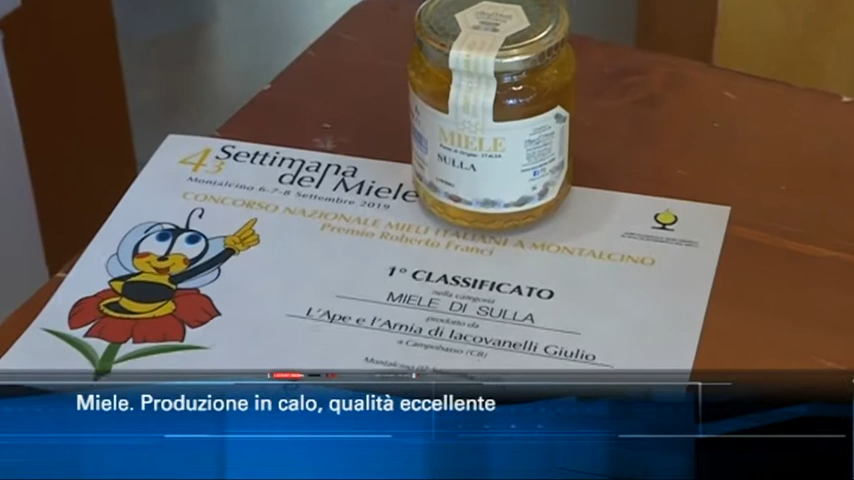 MIELE
SULLA
43 Settimana
del Miele
Montalcino 6-7-8 Settembre 2019
CONCORSO NAZIONALE MIELI ITALIANI A MONTALCINO
Premio Roberto Franci
1° CLASSIFICATO
nella categoria
MIELE DI SULLA
prodotto da
L'Ape e l'Arnia di Iacovanelli Giulio
a Campobasso (CB)
Montalcino
Miele. Produzione in calo, qualità eccellente